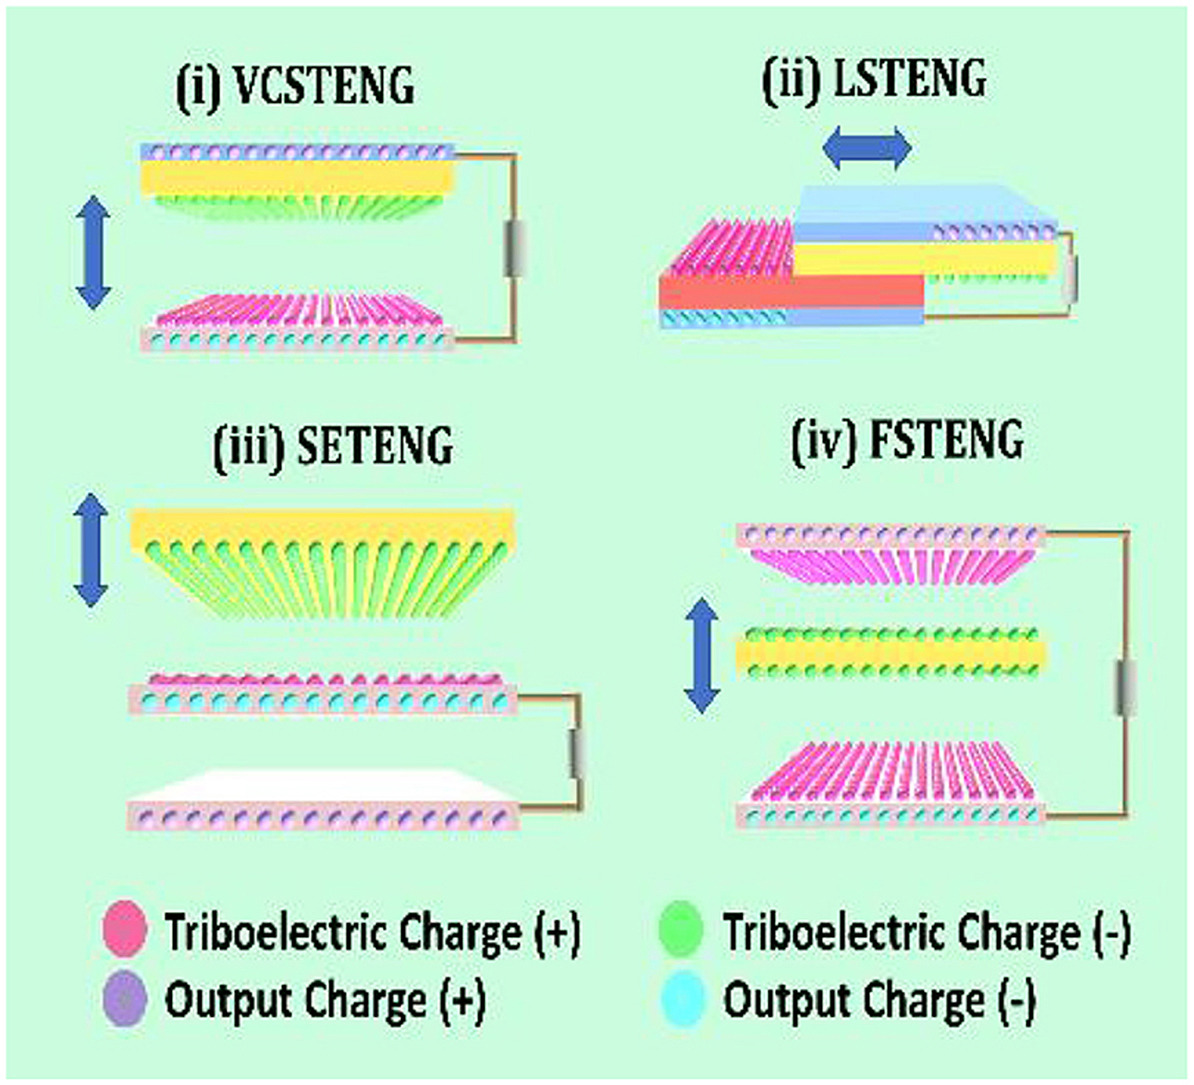 (i) VCSTENG
(ii) LSTENG
(iii) SETENG
(iv) FSTENG
Triboelectric Charge (+)
Triboelectric Charge (-)
Output Charge (+)
Output Charge (-)